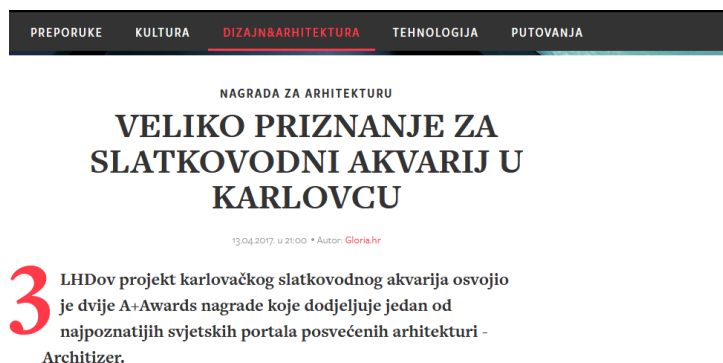 PREPORUKE KULTURA DIZAJN&ARHITEKTURA TEHNOLOGIJA PUTOVANJA
NAGRADA ZA ARHITEKTURU
VELIKO PRIZNANJE ZA
SLATKOVODNI AKVARIJ U
KARLOVCU
13.04.2017. u 21:00 • Autor: Gloria.hr
3LHDov projekt karlovačkog slatkovodnog akvarija osvojio
je dvije A+Awards nagrade koje dodjeljuje jedan od
najpoznatijih svjetskih portala posvećenih arhitekturi -
Architizer.